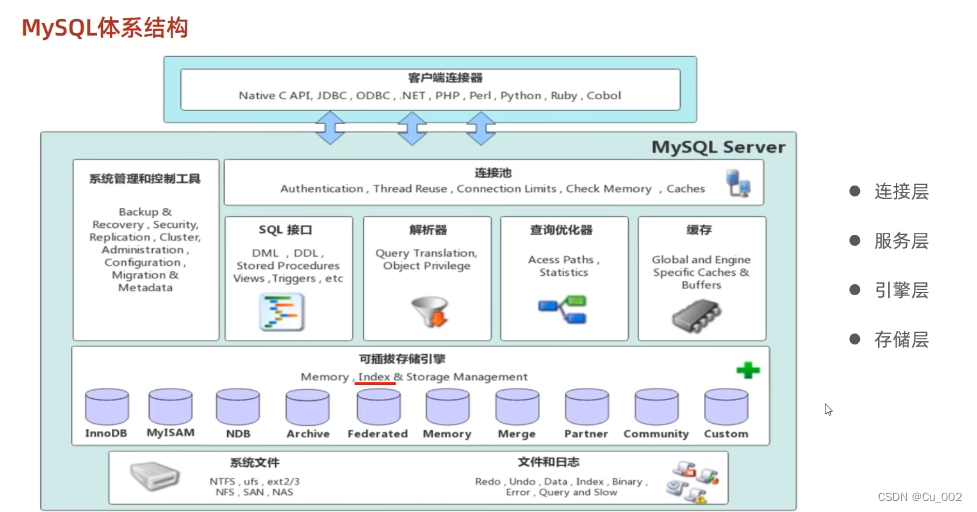 MySQL体系结构
客户端连接器
Native C API, JDBC , ODBC , .NET , PHP , Perl , Python , Ruby , Cobol
MySQL Server
系统管理和控制工具
Backup &
Recovery , Security,
Replication , Cluster,
Administration ,
Configuration ,
Migration &
Metadata
连接池
Authentication , Thread Reuse , Connection Limits , Check Memory , Caches
SQL 接口
DML , DDL ,
Stored Procedures
Views ,Triggers , etc
解析器
Query Translation,
Object Privilege
查询优化器
Acess Paths ,
Statistics
缓存
Global and Engine
Specific Caches &
Buffers
可插拔存储引擎
Memory , Index & Storage Management
InnoDB MyISAM NDB Archive Federated Memory Merge Partner Community Custom
系统文件
NTFS , ufs , ext2/3
NFS , SAN , NAS
文件和日志
Redo , Undo , Data , Index , Binary ,
Error , Query and Slow
连接层
服务层
引擎层
存储层
CSDN @Cu_002